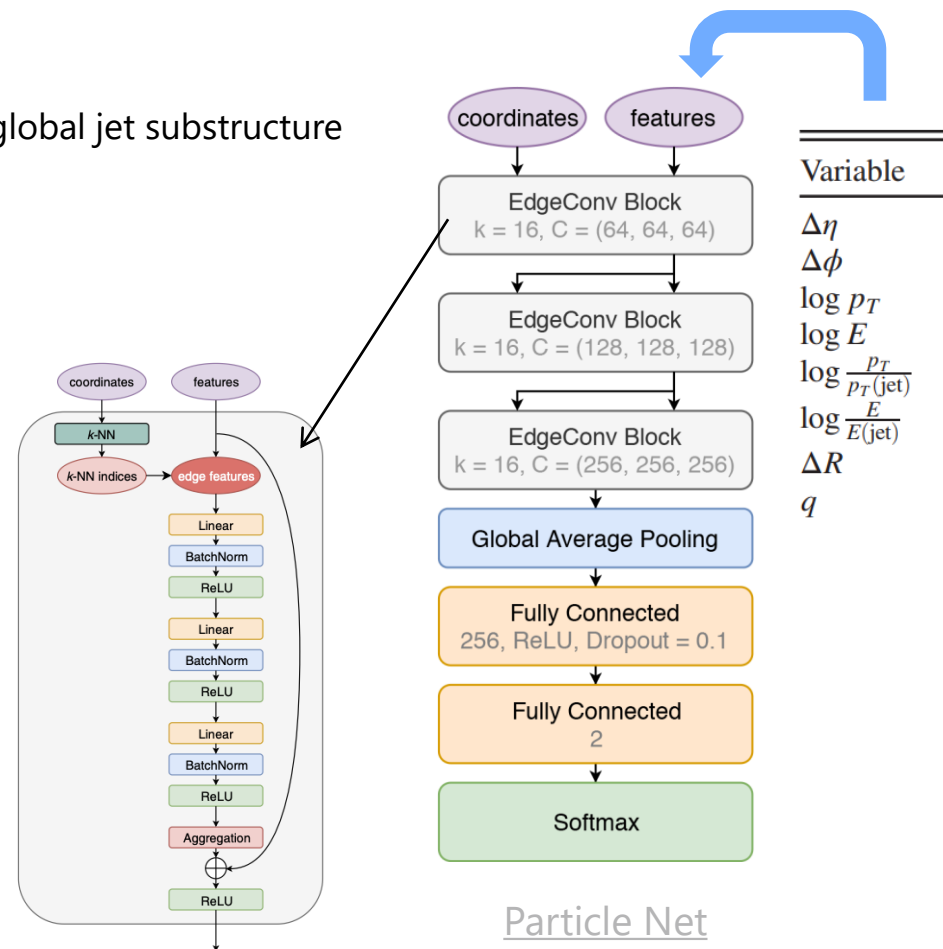 global jet substructure
coordinates
features
EdgeConv Block
k = 16, C = (64, 64, 64)
EdgeConv Block
k = 16, C = (128, 128, 128)
EdgeConv Block
k = 16, C = (256, 256, 256)
Global Average Pooling
Fully Connected
256, ReLU, Dropout = 0.1
Fully Connected
2
Softmax
Particle Net
Variable
Δη
Δϕ
log p_T
log E
log p_T / p_T(jet)
log E / E(jet)
ΔR
q
coordinates
features
k-NN
k-NN indices
edge features
Linear
BatchNorm
ReLU
Linear
BatchNorm
ReLU
Linear
BatchNorm
ReLU
Aggregation
ReLU